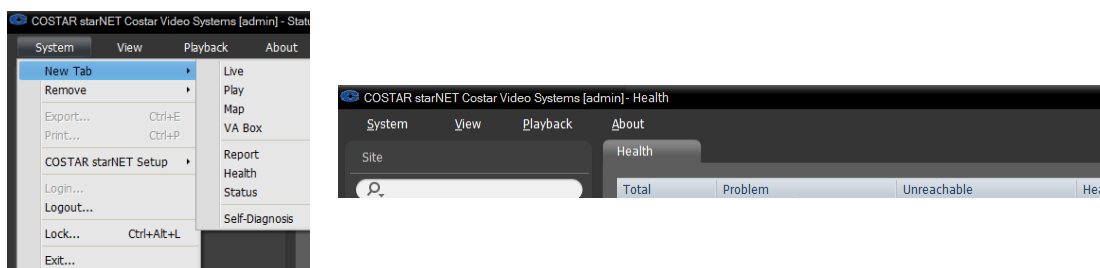 COSTAR starNET Costar Video Systems [admin] - Stat
System View Playback About
New Tab
Remove
Export... Ctrl+E
Print... Ctrl+P
COSTAR starNET Setup
Login...
Logout...
Lock... Ctrl+Alt+L
Exit...
Live
Play
Map
VA Box
Report
Health
Status
Self-Diagnosis
COSTAR starNET Costar Video Systems [admin]- Health
System View Playback About
Site
Health
Total Problem Unreachable Hea